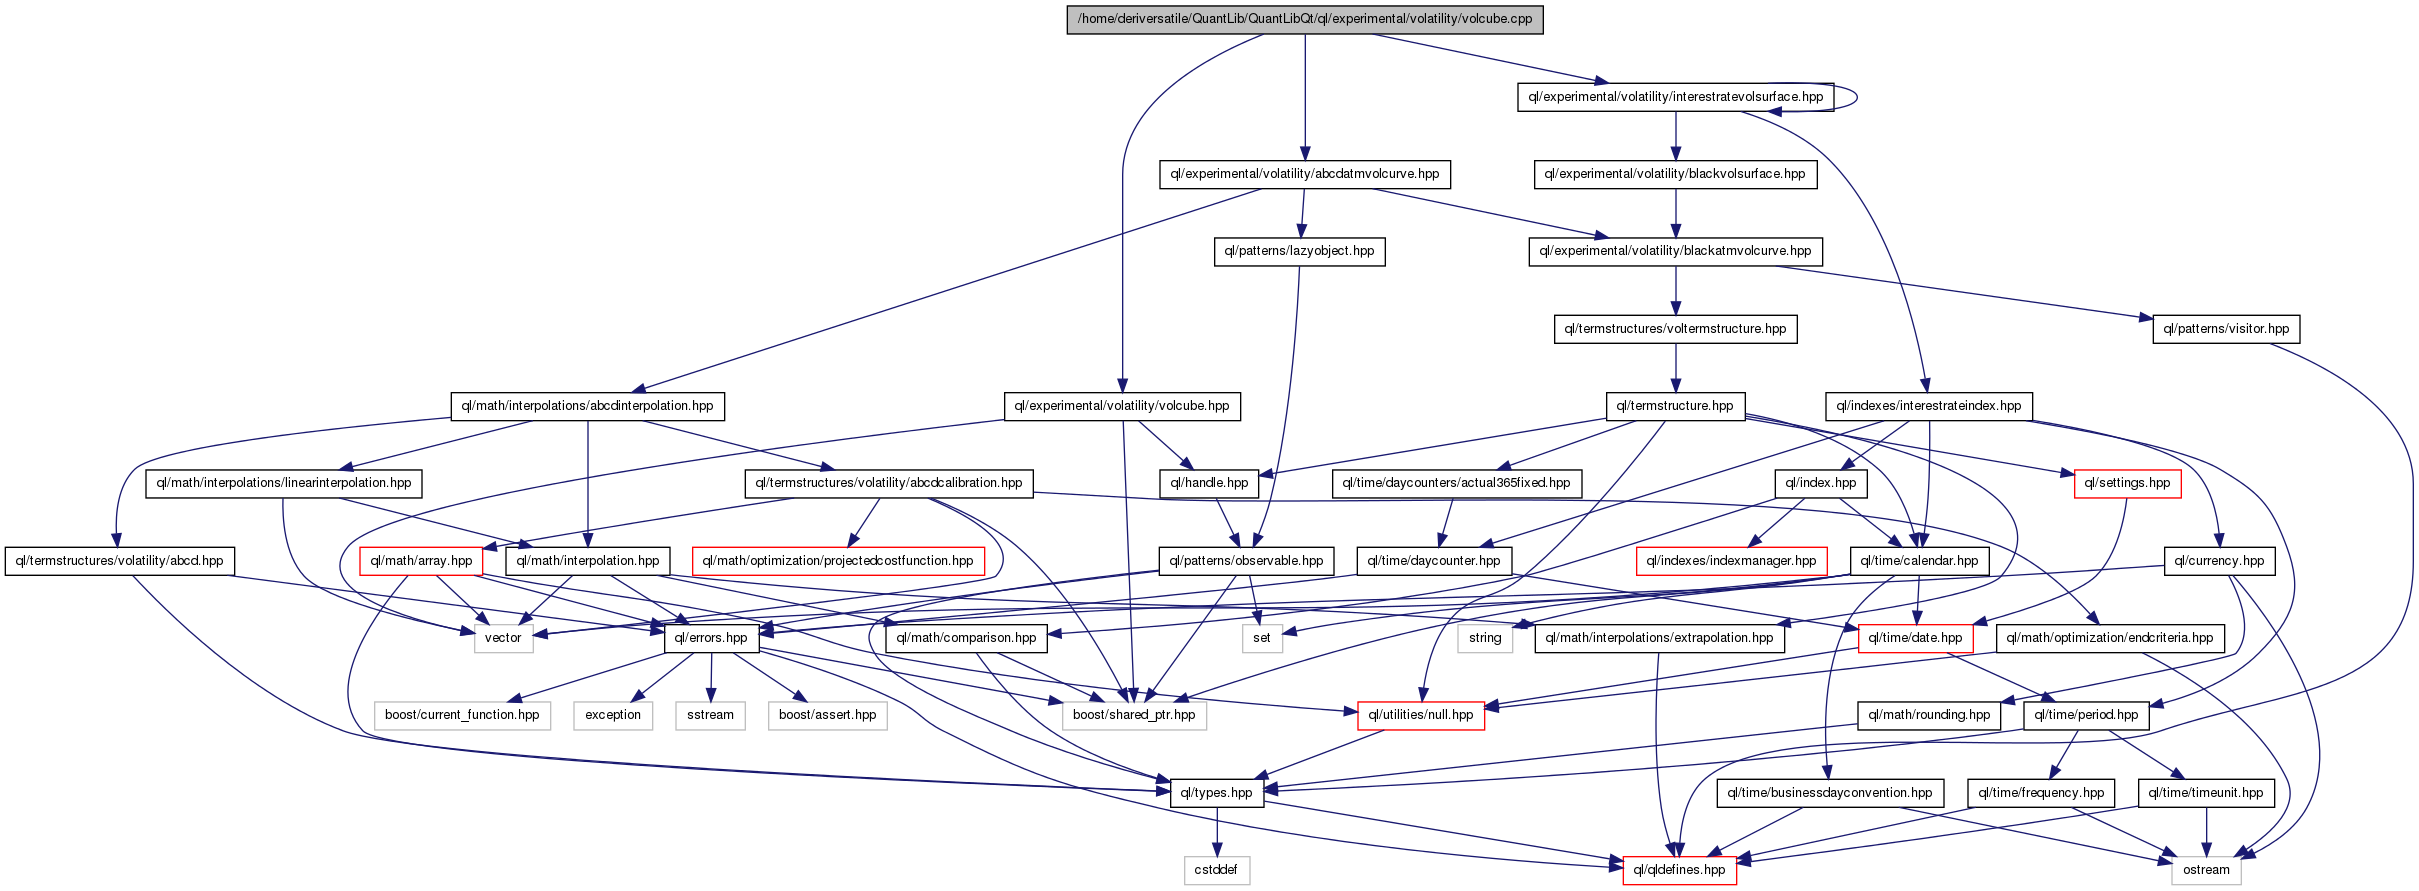 /home/deriversatile/QuantLib/QuantLibQt/ql/experimental/volatility/volcube.cpp
ql/experimental/volatility/interestratevolsurface.hpp
ql/experimental/volatility/abcdatmvolcurve.hpp
ql/experimental/volatility/blackvolsurface.hpp
ql/patterns/lazyobject.hpp
ql/experimental/volatility/blackatmvolcurve.hpp
ql/termstructures/voltermstructure.hpp
ql/patterns/visitor.hpp
ql/math/interpolations/abcdinterpolation.hpp
ql/experimental/volatility/volcube.hpp
ql/termstructure.hpp
ql/indexes/interestrateindex.hpp
ql/math/interpolations/linearinterpolation.hpp
ql/termstructures/volatility/abcdcalibration.hpp
ql/handle.hpp
ql/time/daycounters/actual365fixed.hpp
ql/index.hpp
ql/settings.hpp
ql/termstructures/volatility/abcd.hpp
ql/math/array.hpp
ql/math/interpolation.hpp
ql/math/optimization/projectedcostfunction.hpp
ql/patterns/observable.hpp
ql/time/daycounter.hpp
ql/indexes/indexmanager.hpp
ql/time/calendar.hpp
ql/currency.hpp
vector
ql/errors.hpp
ql/math/comparison.hpp
set
string
ql/math/interpolations/extrapolation.hpp
ql/time/date.hpp
ql/math/optimization/endcriteria.hpp
boost/current_function.hpp
exception
sstream
boost/assert.hpp
boost/shared_ptr.hpp
ql/utilities/null.hpp
ql/math/rounding.hpp
ql/time/period.hpp
ql/types.hpp
ql/time/businessdayconvention.hpp
ql/time/frequency.hpp
ql/time/timeunit.hpp
cstddef
ql/qldefines.hpp
ostream